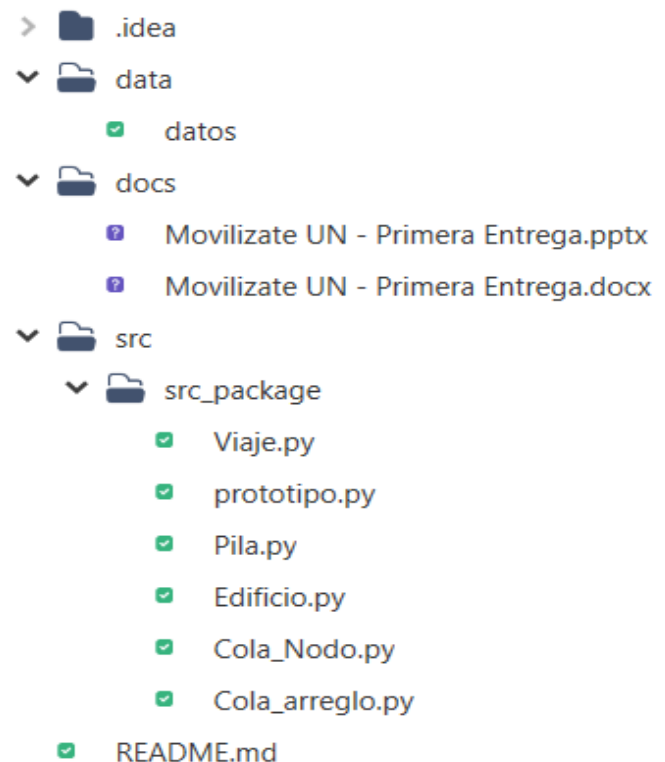 .idea
data
datos
docs
Movilizate UN - Primera Entrega.pptx
Movilizate UN - Primera Entrega.docx
src
src_package
Viaje.py
prototipo.py
Pila.py
Edificio.py
Cola_Nodo.py
Cola_arreglo.py
README.md